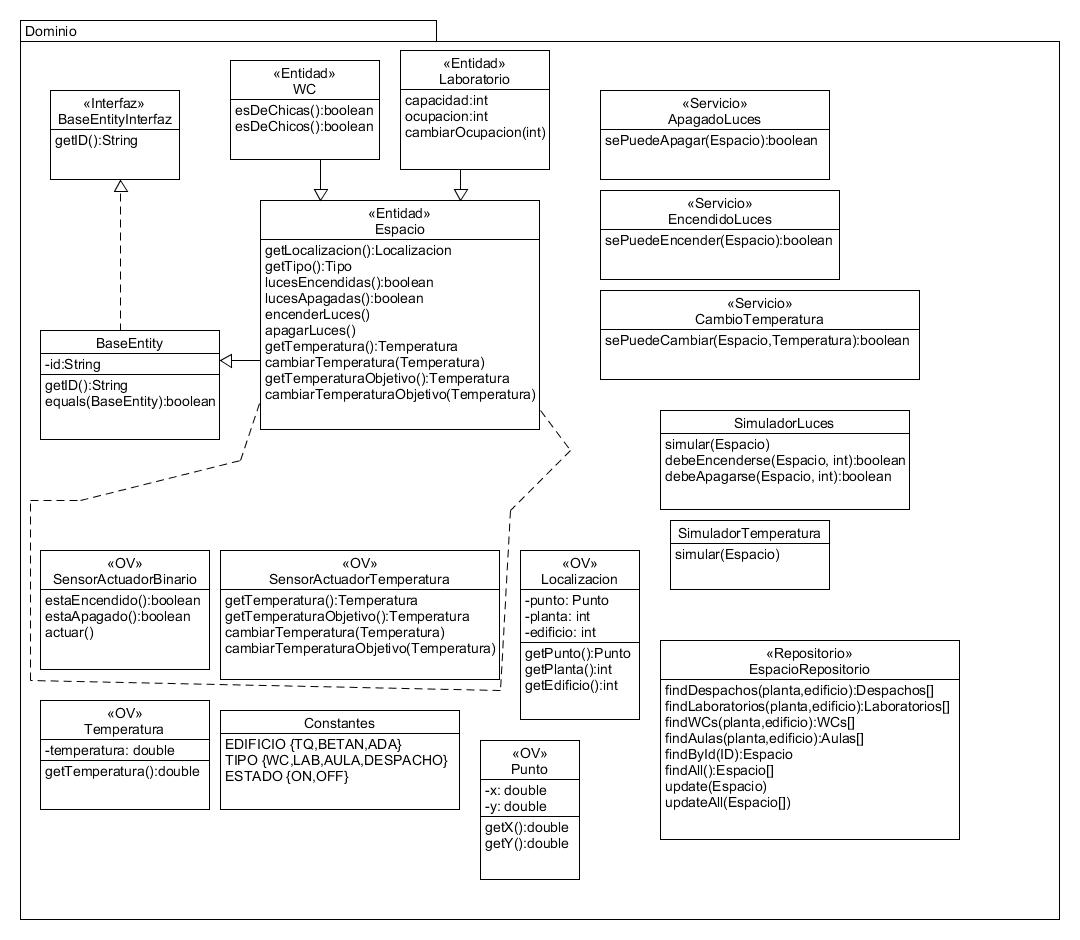 Dominio
«Interfaz»
BaseEntityInterfaz
getID():String
«Entidad»
WC
esDeChicas():boolean
esDeChicos():boolean
«Entidad»
Laboratorio
capacidad:int
ocupacion:int
cambiarOcupacion(int)
«Servicio»
ApagadoLuces
sePuedeApagar(Espacio):boolean
«Servicio»
EncendidoLuces
sePuedeEncender(Espacio):boolean
«Servicio»
CambioTemperatura
sePuedeCambiar(Espacio,Temperatura):boolean
«Entidad»
Espacio
getLocalizacion():Localizacion
getTipo():Tipo
lucesEncendidas():boolean
lucesApagadas():boolean
encenderLuces()
apagarLuces()
getTemperatura():Temperatura
cambiarTemperatura(Temperatura)
getTemperaturaObjetivo():Temperatura
cambiarTemperaturaObjetivo(Temperatura)
BaseEntity
-id:String
getID():String
equals(BaseEntity):boolean
SimuladorLuces
simular(Espacio)
debeEncenderse(Espacio, int):boolean
debeApagarse(Espacio, int):boolean
SimuladorTemperatura
simular(Espacio)
«OV»
SensorActuadorBinario
estaEncendido():boolean
estaApagado():boolean
actuar()
«OV»
SensorActuadorTemperatura
getTemperatura():Temperatura
getTemperaturaObjetivo():Temperatura
cambiarTemperatura(Temperatura)
cambiarTemperaturaObjetivo(Temperatura)
«OV»
Localizacion
-punto: Punto
-planta: int
-edificio: int
getPunto():Punto
getPlanta():int
getEdificio():int
«Repositorio»
EspacioRepositorio
findDespachos(planta,edificio):Despachos[]
findLaboratorios(planta,edificio):Laboratorios[]
findWCs(planta,edificio):WCs[]
findAulas(planta,edificio):Aulas[]
findById(ID):Espacio
findAll():Espacio[]
update(Espacio)
updateAll(Espacio[])
«OV»
Temperatura
-temperatura: double
getTemperatura():double
Constantes
EDIFICIO {TQ,BETAN,ADA}
TIPO {WC,LAB,AULA,DESPACHO}
ESTADO {ON,OFF}
«OV»
Punto
-x: double
-y: double
getX():double
getY():double